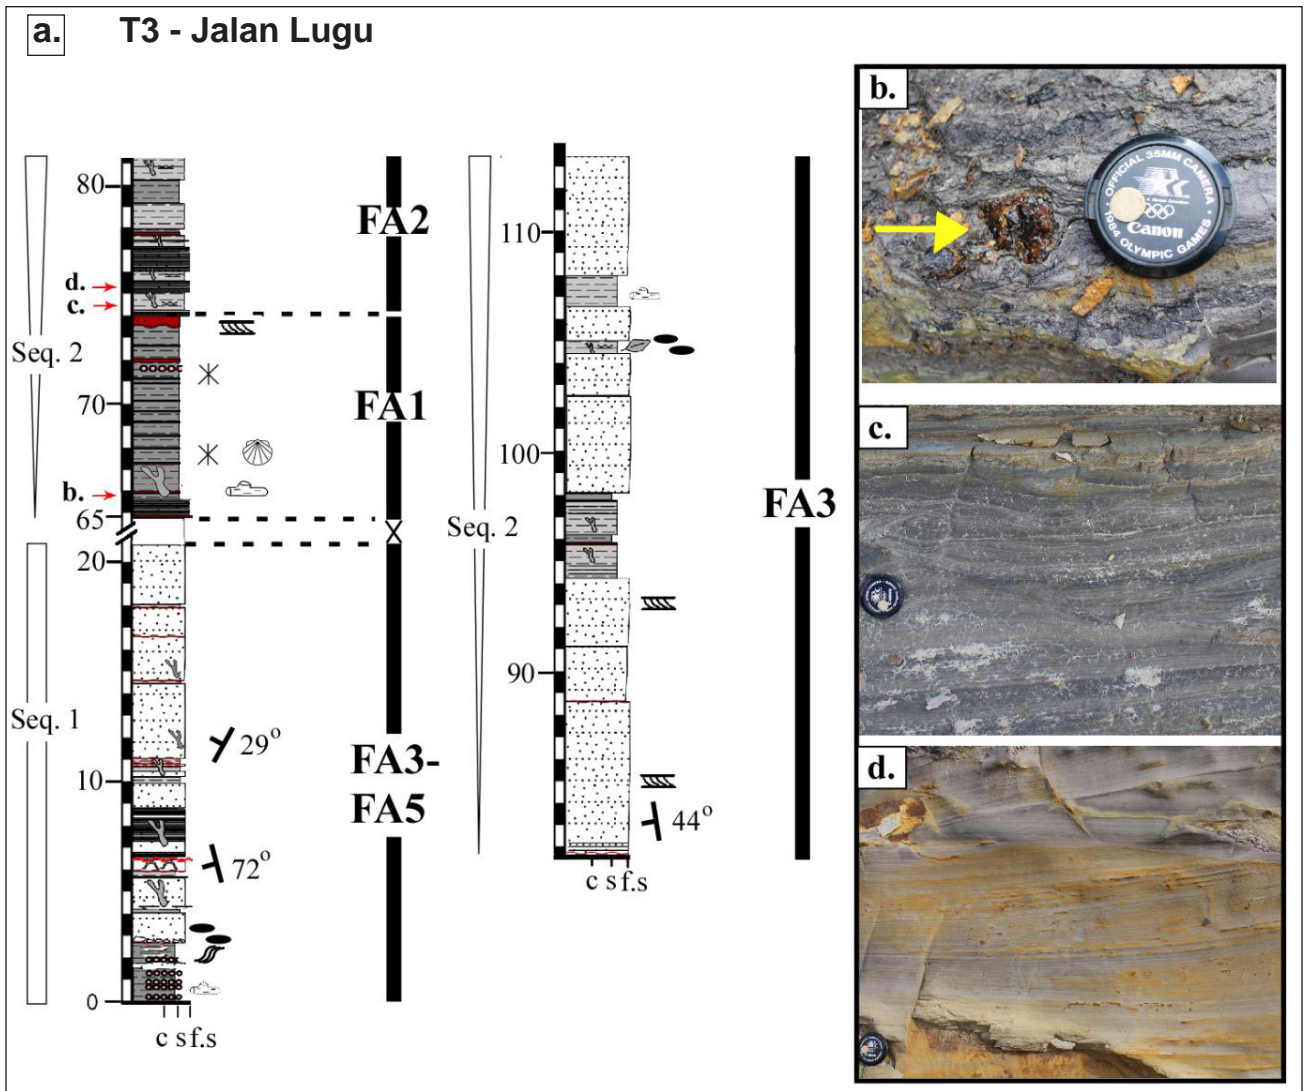 a. T3 - Jalan Lugu
80
d.
c.
Seq. 2
70
b.
65
20
Seq. 1
10
0
c s f.s
29°
72°
FA2
FA1
X
FA3-
FA5
110
100
Seq. 2
90
44°
c s f.s
FA3
b.
OFFICIAL 35MM CAMERA
Canon
1984 OLYMPIC GAMES
c.
d.